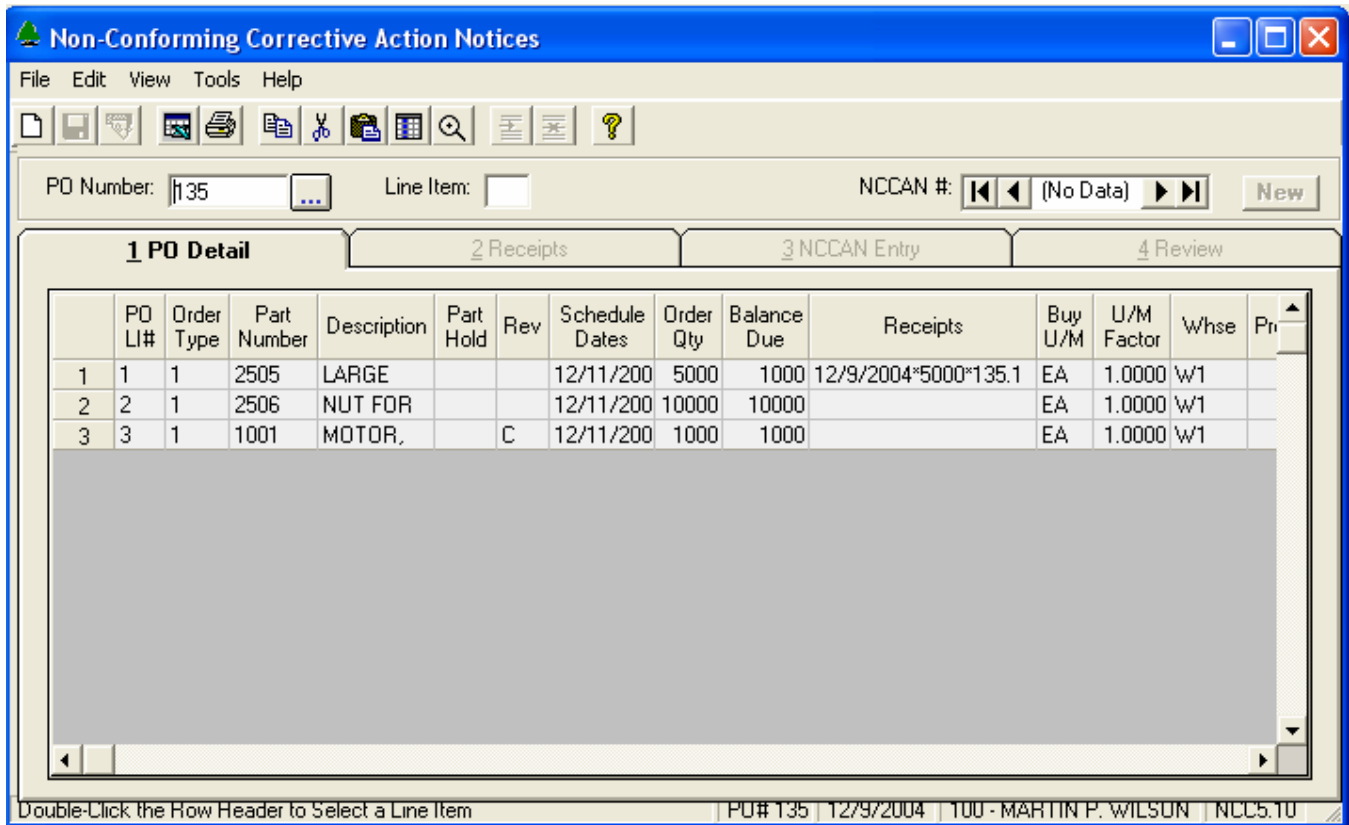 Non-Conforming Corrective Action Notices
File Edit View Tools Help
PO Number: 135 ... Line Item: NCCAN #: (No Data) New
1 PO Detail 2 Receipts 3 NCCAN Entry 4 Review
PO LI# Order Type Part Number Description Part Hold Rev Schedule Dates Order Qty Balance Due Receipts Buy U/M U/M Factor Whse Pr
1 1 1 2505 LARGE 12/11/200 5000 1000 12/9/2004*5000*135.1 EA 1.0000 W1
2 2 1 2506 NUT FOR 12/11/200 10000 10000 EA 1.0000 W1
3 3 1 1001 MOTOR, C 12/11/200 1000 1000 EA 1.0000 W1
Double-Click the Row Header to Select a Line Item PO# 135 12/9/2004 100 - MARTIN P. WILSON NCC5.10